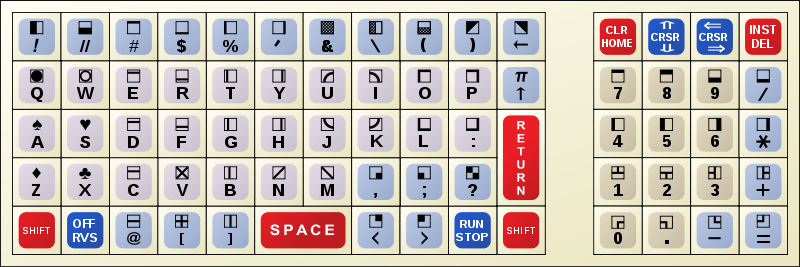 ! // # $ % ' & \ ( ) ←
CLR
HOME
⇑
CRSR
⇓
⇐
CRSR
⇒
INST
DEL
Q W E R T Y U I O P π
↑
7 8 9 /
♠ ♥
A S D F G H J K L :
RETURN
4 5 6 *
♦ ♣
Z X C V B N M , ; ?
1 2 3 +
SHIFT
OFF
RVS
@ [ ]
SPACE
< >
RUN
STOP
SHIFT
0 . - =